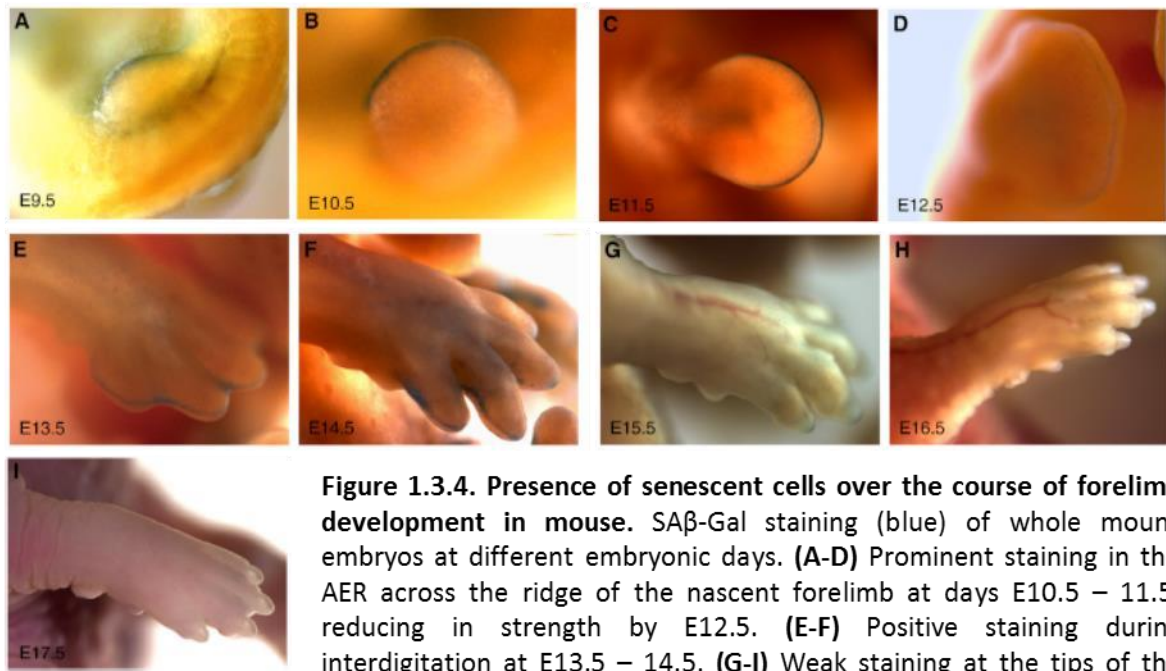 A
B
C
D
E9.5
E10.5
E11.5
E12.5
E
F
G
H
E13.5
E14.5
E15.5
E16.5
I
E17.5
Figure 1.3.4. Presence of senescent cells over the course of forelim
development in mouse. SAβ-Gal staining (blue) of whole moun
embryos at different embryonic days. (A-D) Prominent staining in th
AER across the ridge of the nascent forelimb at days E10.5 – 11.5
reducing in strength by E12.5. (E-F) Positive staining durin
interdigitation at E13.5 – 14.5. (G-I) Weak staining at the tips of th